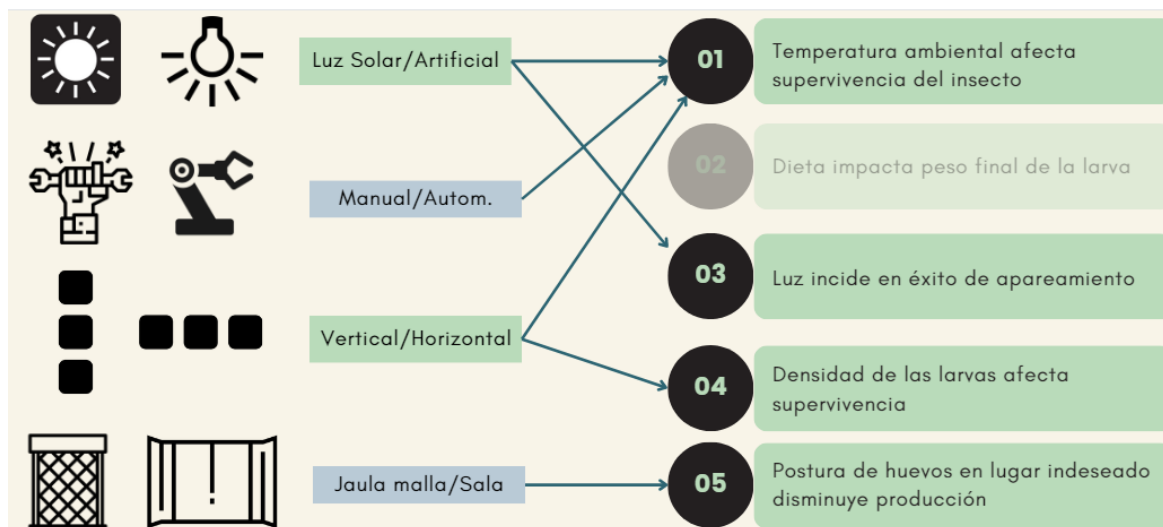 Luz Solar/Artificial
01
Temperatura ambiental afecta
supervivencia del insecto
02
Dieta impacta peso final de la larva
Manual/Autom.
03
Luz incide en éxito de apareamiento
Vertical/Horizontal
04
Densidad de las larvas afecta
supervivencia
Jaula malla/Sala
05
Postura de huevos en lugar indeseado
disminuye producción